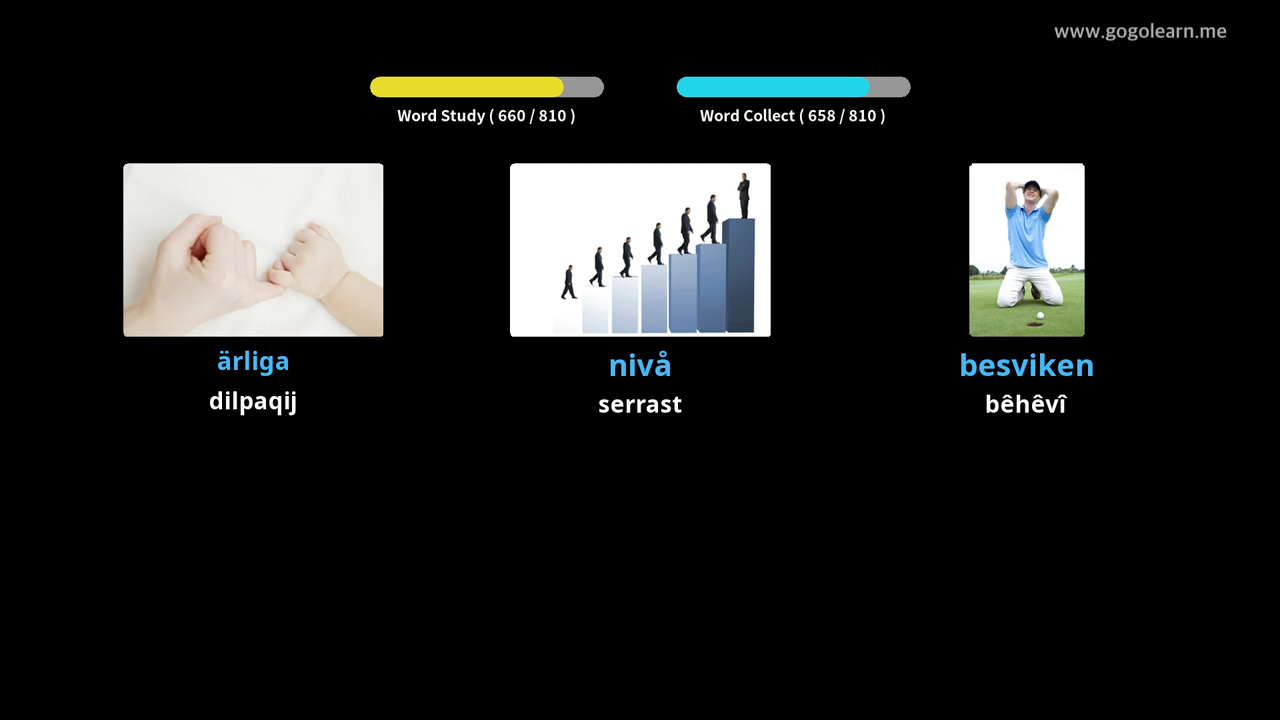 www.gogolearn.me
Word Study ( 660 / 810 )
Word Collect ( 658 / 810 )
ärliga
nivå
besviken
dilpaqij
serrast
bêhêvî